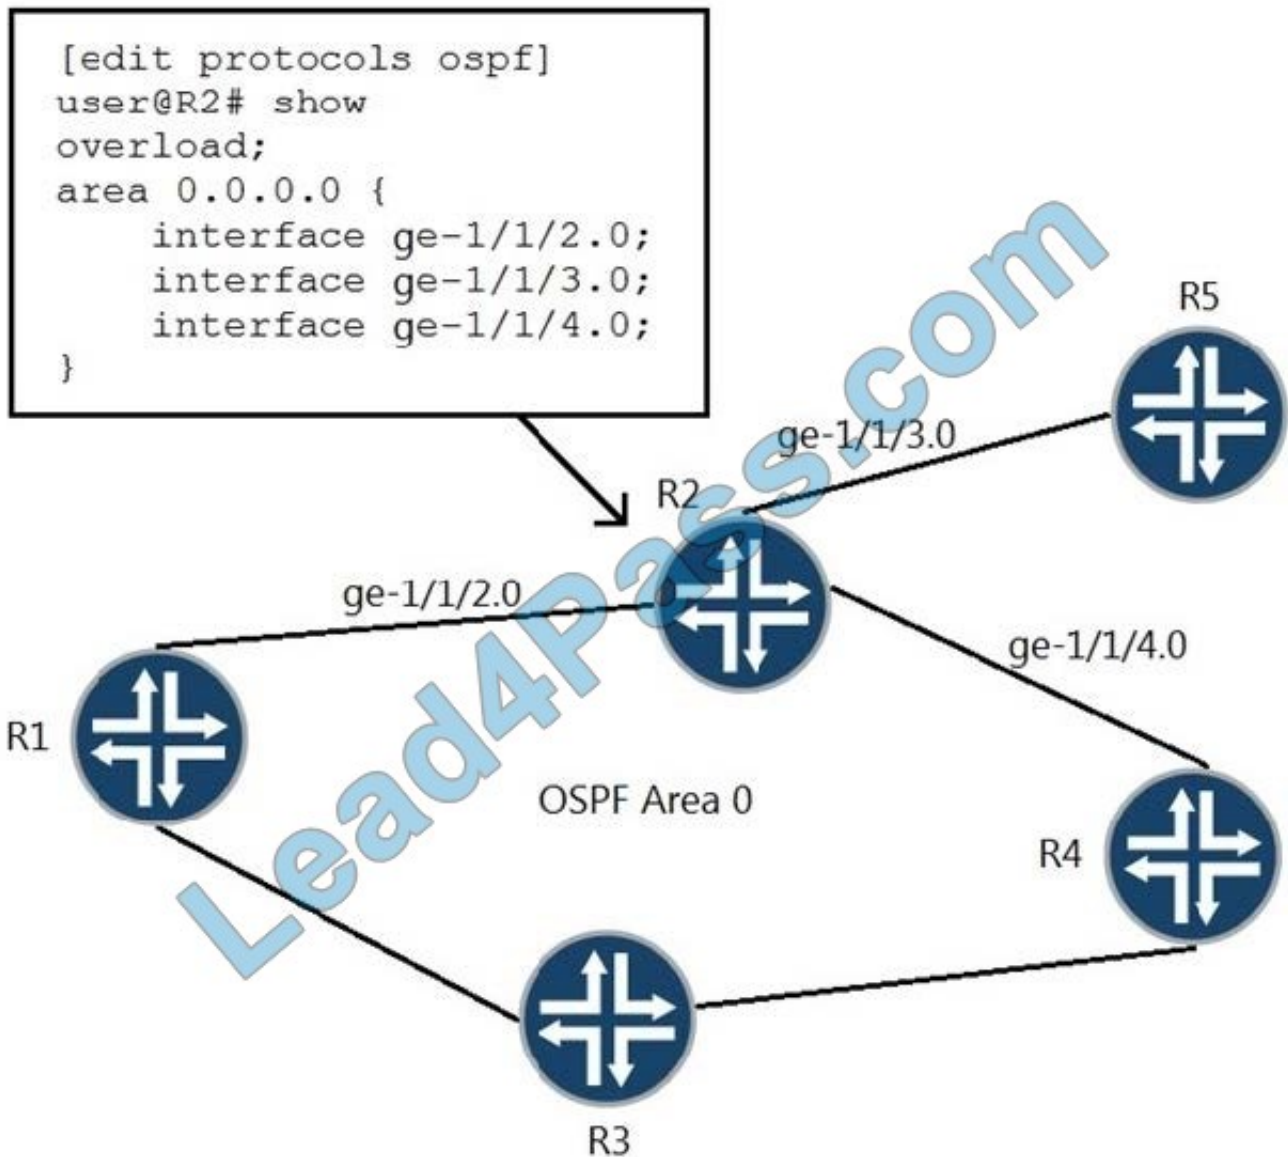 [edit protocols ospf]
user@R2# show
overload;
area 0.0.0.0 {
interface ge-1/1/2.0;
interface ge-1/1/3.0;
interface ge-1/1/4.0;
}
R5
ge-1/1/3.0
R2
ge-1/1/2.0
ge-1/1/4.0
R1
OSPF Area 0
R4
R3
Lead4Pass.com